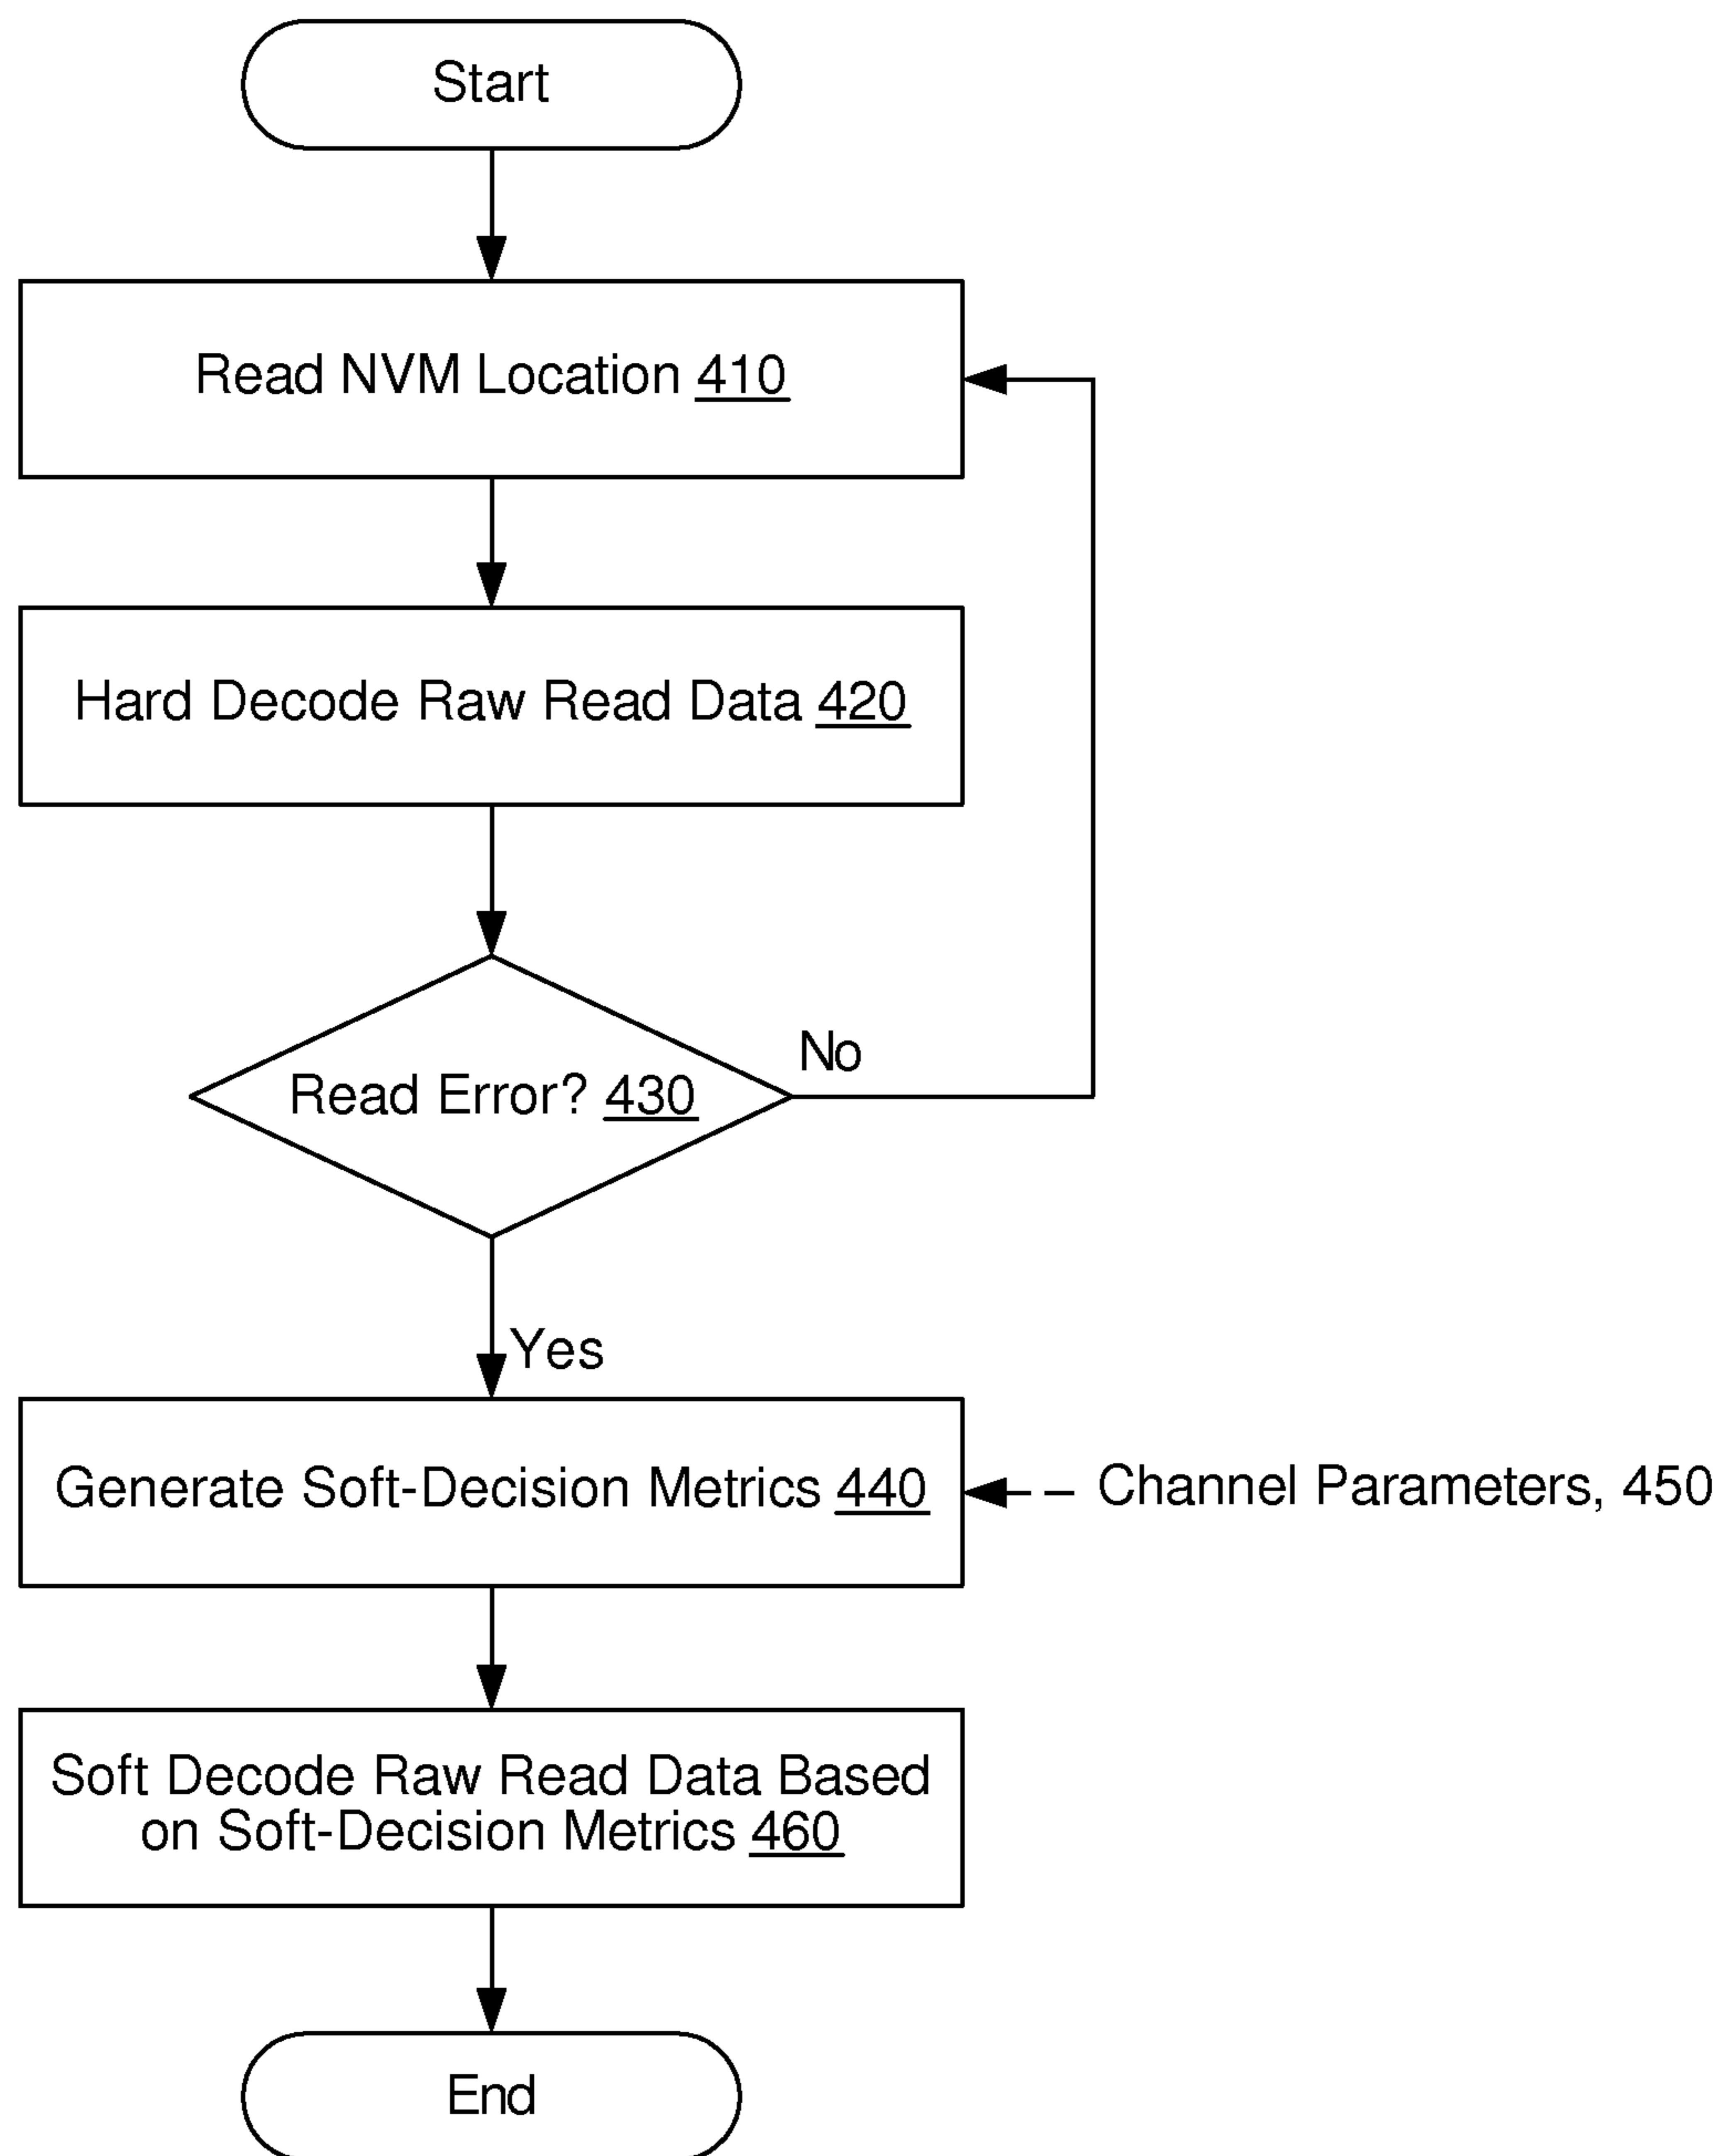 Start
Read NVM Location 410
Hard Decode Raw Read Data 420
No
Read Error? 430
Yes
Generate Soft-Decision Metrics 440
Channel Parameters, 450
Soft Decode Raw Read Data Based
on Soft-Decision Metrics 460
End